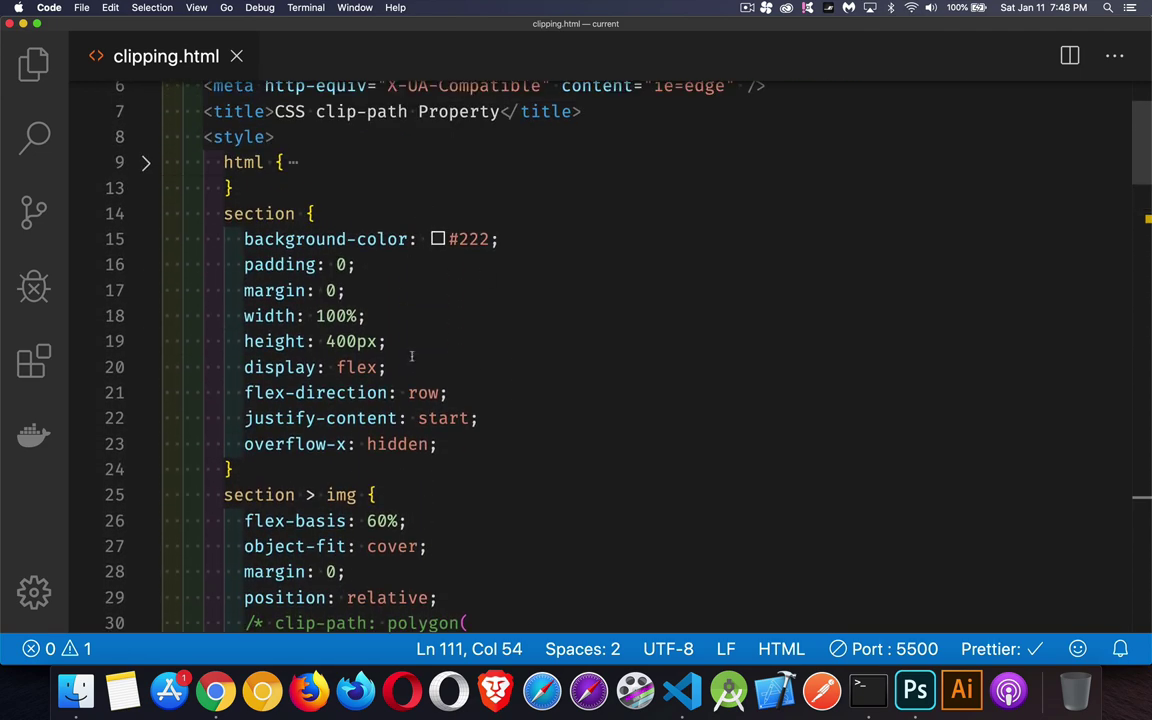 Code File Edit Selection View Go Debug Terminal Window Help 100% Sat Jan 11 7:48 PM
clipping.html — current
<> clipping.html
6 <meta http-equiv="X-UA-Compatible" content="ie=edge" />
7 <title>CSS clip-path Property</title>
8 <style>
9 html {
13 }
14 section {
15 background-color: #222;
16 padding: 0;
17 margin: 0;
18 width: 100%;
19 height: 400px;
20 display: flex;
21 flex-direction: row;
22 justify-content: start;
23 overflow-x: hidden;
24 }
25 section > img {
26 flex-basis: 60%;
27 object-fit: cover;
28 margin: 0;
29 position: relative;
30 /* clip-path: polygon(
0 1 Ln 111, Col 54 Spaces: 2 UTF-8 LF HTML Port : 5500 Prettier: ✓
1 >_ Ps Ai